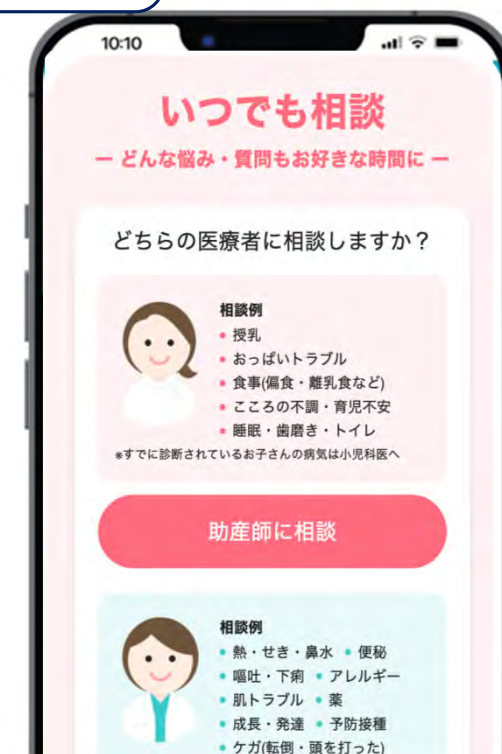 10:10
いつでも相談
ー どんな悩み・質問もお好きな時間に ー
どちらの医療者に相談しますか？
相談例
• 授乳
• おっぱいトラブル
• 食事(偏食・離乳食など)
• こころの不調・育児不安
• 睡眠・歯磨き・トイレ
※すでに診断されているお子さんの病気は小児科医へ
助産師に相談
相談例
• 熱・せき・鼻水 • 便秘
• 嘔吐・下痢 • アレルギー
• 肌トラブル • 薬
• 成長・発達 • 予防接種
• ケガ(転倒・頭を打った)